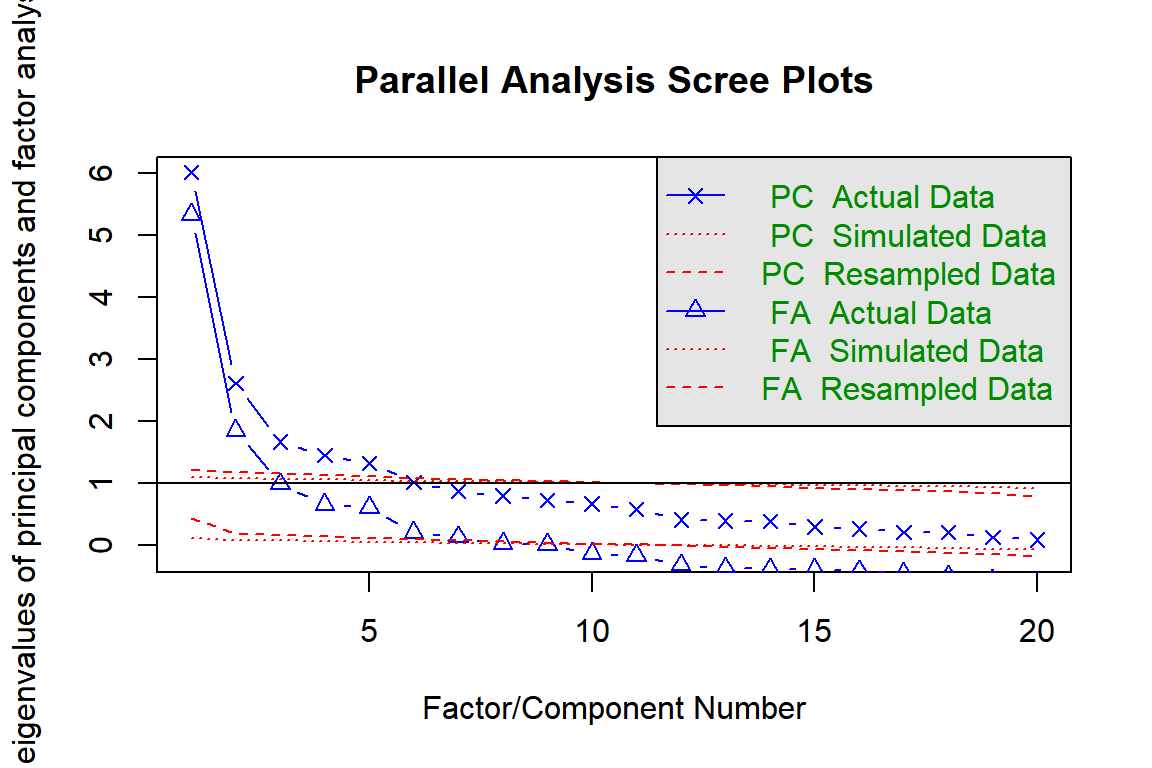 Parallel Analysis Scree Plots
eigenvalues of principal components and factor analys
6
5
4
3
2
1
0
PC Actual Data
PC Simulated Data
PC Resampled Data
FA Actual Data
FA Simulated Data
FA Resampled Data
5 10 15 20
Factor/Component Number